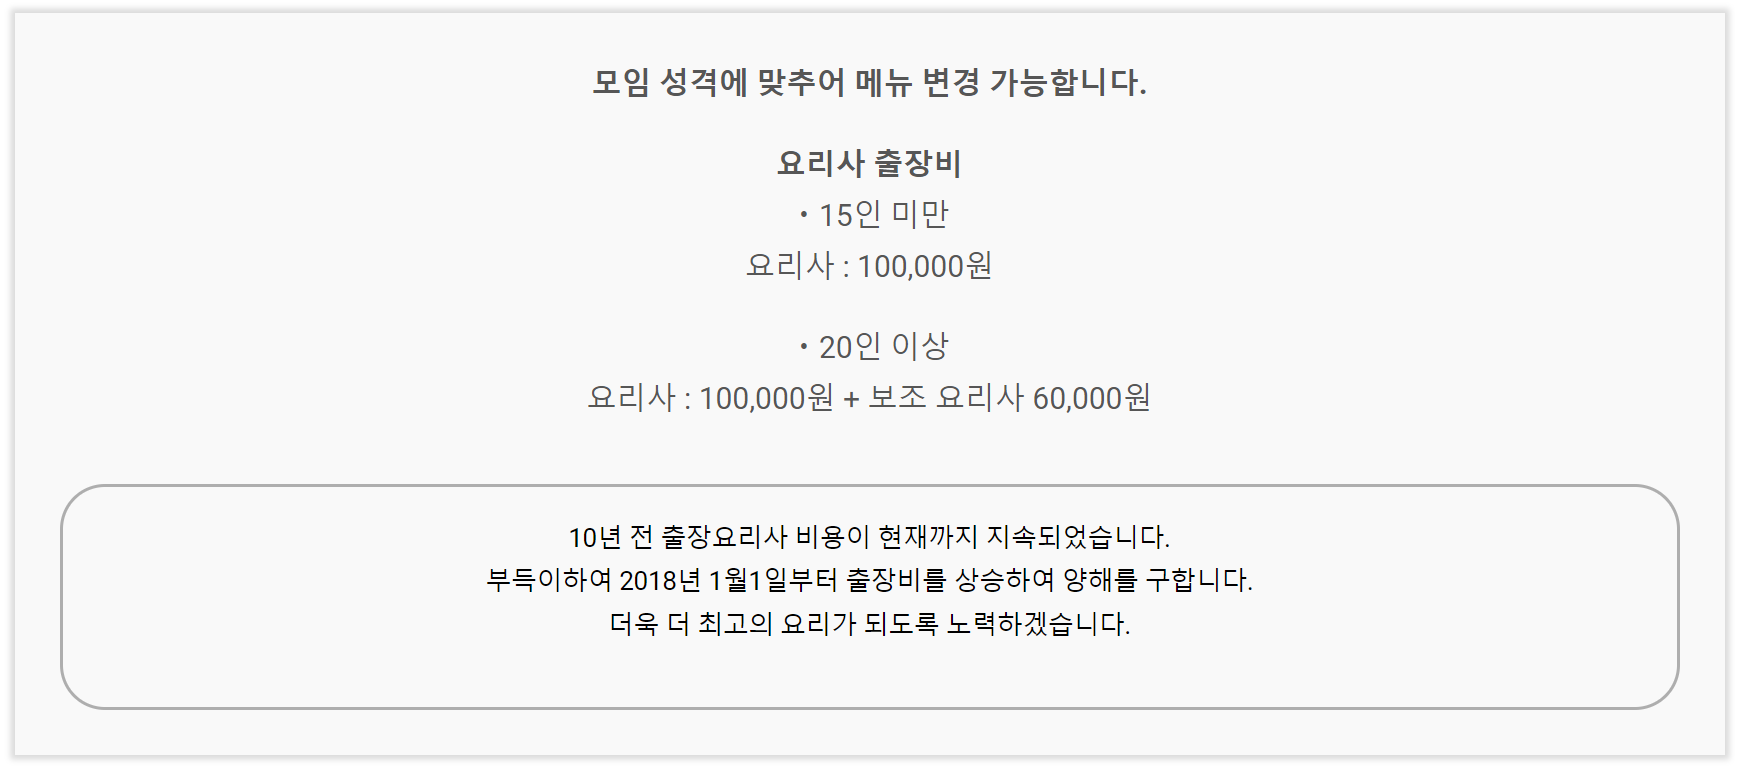 모임 성격에 맞추어 메뉴 변경 가능합니다.
요리사 출장비
• 15인 미만
요리사 : 100,000원
• 20인 이상
요리사 : 100,000원 + 보조 요리사 60,000원
10년 전 출장요리사 비용이 현재까지 지속되었습니다.
부득이하여 2018년 1월1일부터 출장비를 상승하여 양해를 구합니다.
더욱 더 최고의 요리가 되도록 노력하겠습니다.